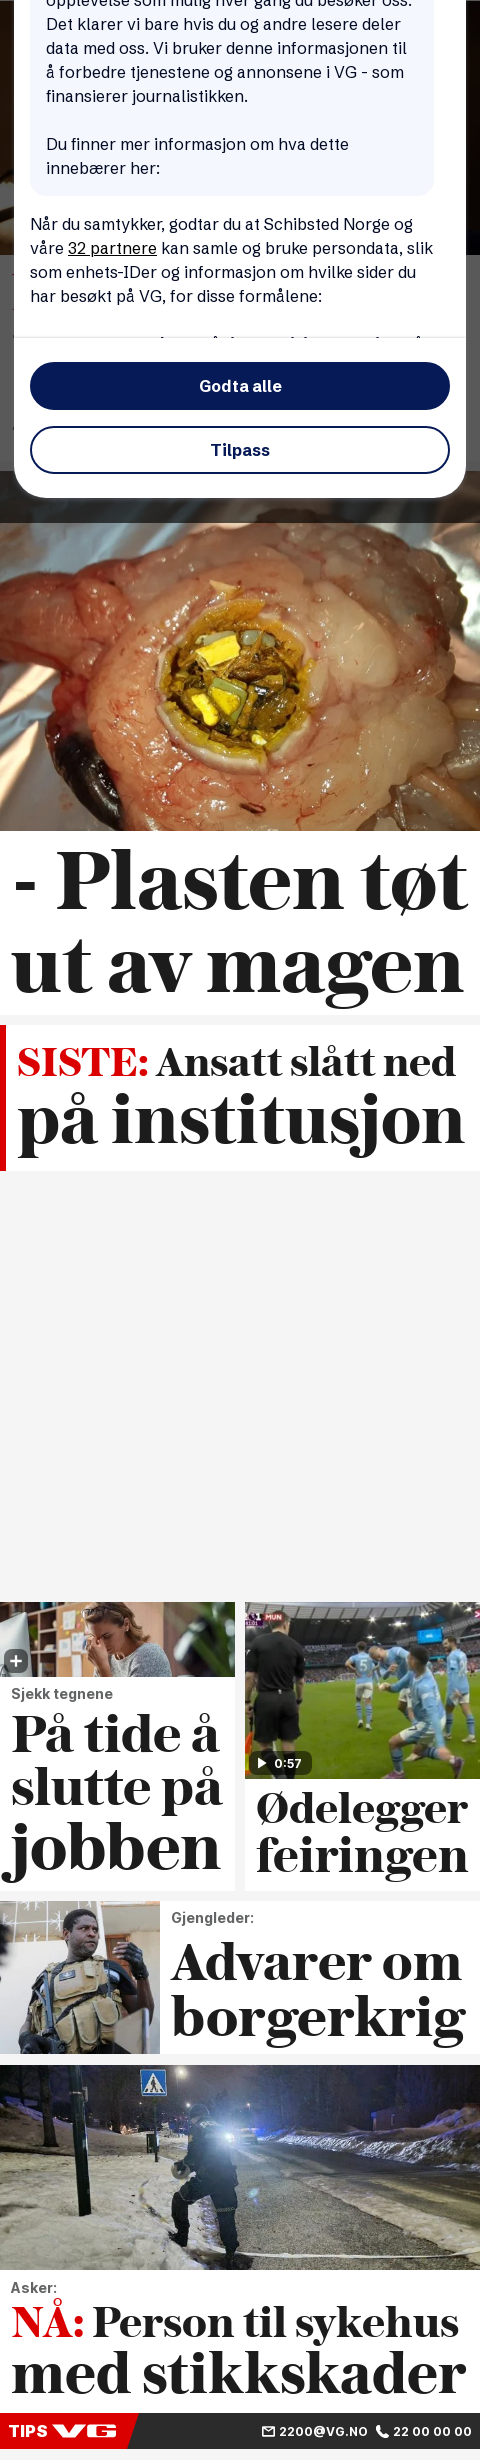 opplevelse som mulig hver gang du besøker oss.
Det klarer vi bare hvis du og andre lesere deler
data med oss. Vi bruker denne informasjonen til
å forbedre tjenestene og annonsene i VG - som
finansierer journalistikken.
Du finner mer informasjon om hva dette
innebærer her:
Når du samtykker, godtar du at Schibsted Norge og
våre 32 partnere kan samle og bruke persondata, slik
som enhets-IDer og informasjon om hvilke sider du
har besøkt på VG, for disse formålene:
Godta alle
Tilpass
- Plasten tøt
ut av magen
SISTE: Ansatt slått ned
på institusjon
Sjekk tegnene
På tide å
slutte på
jobben
MUN
0:57
Ødelegger
feiringen
Gjengleder:
Advarer om
borgerkrig
Asker:
NÅ: Person til sykehus
med stikkskader
TIPS VG 2200@VG.NO 22 00 00 00